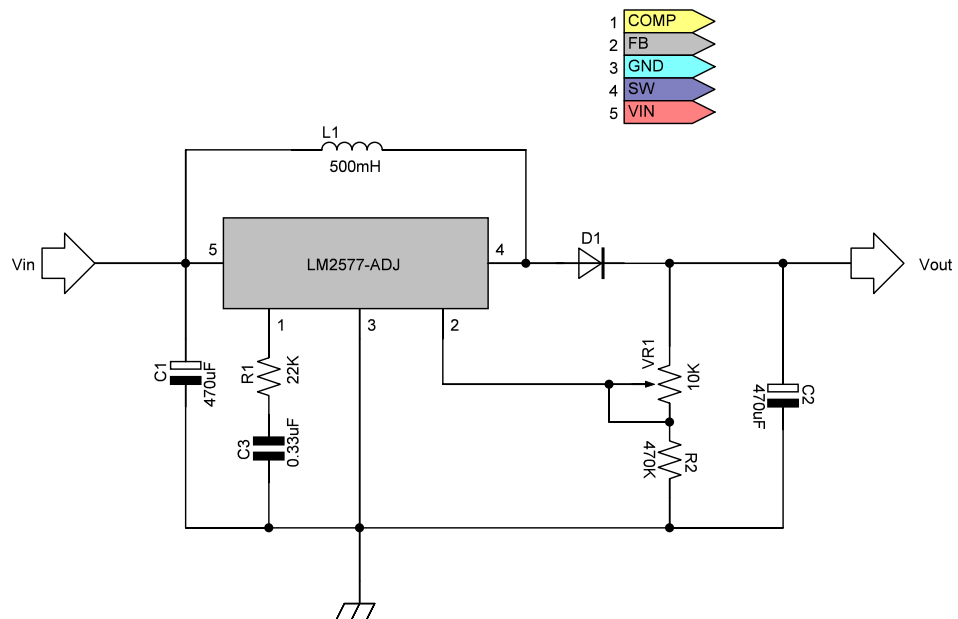 1 COMP
2 FB
3 GND
4 SW
5 VIN
L1
500mH
Vin
5
LM2577-ADJ
4
D1
Vout
1
3
2
C1
470uF
R1
22K
C3
0.33uF
VR1
10K
470K
R2
C2
470uF